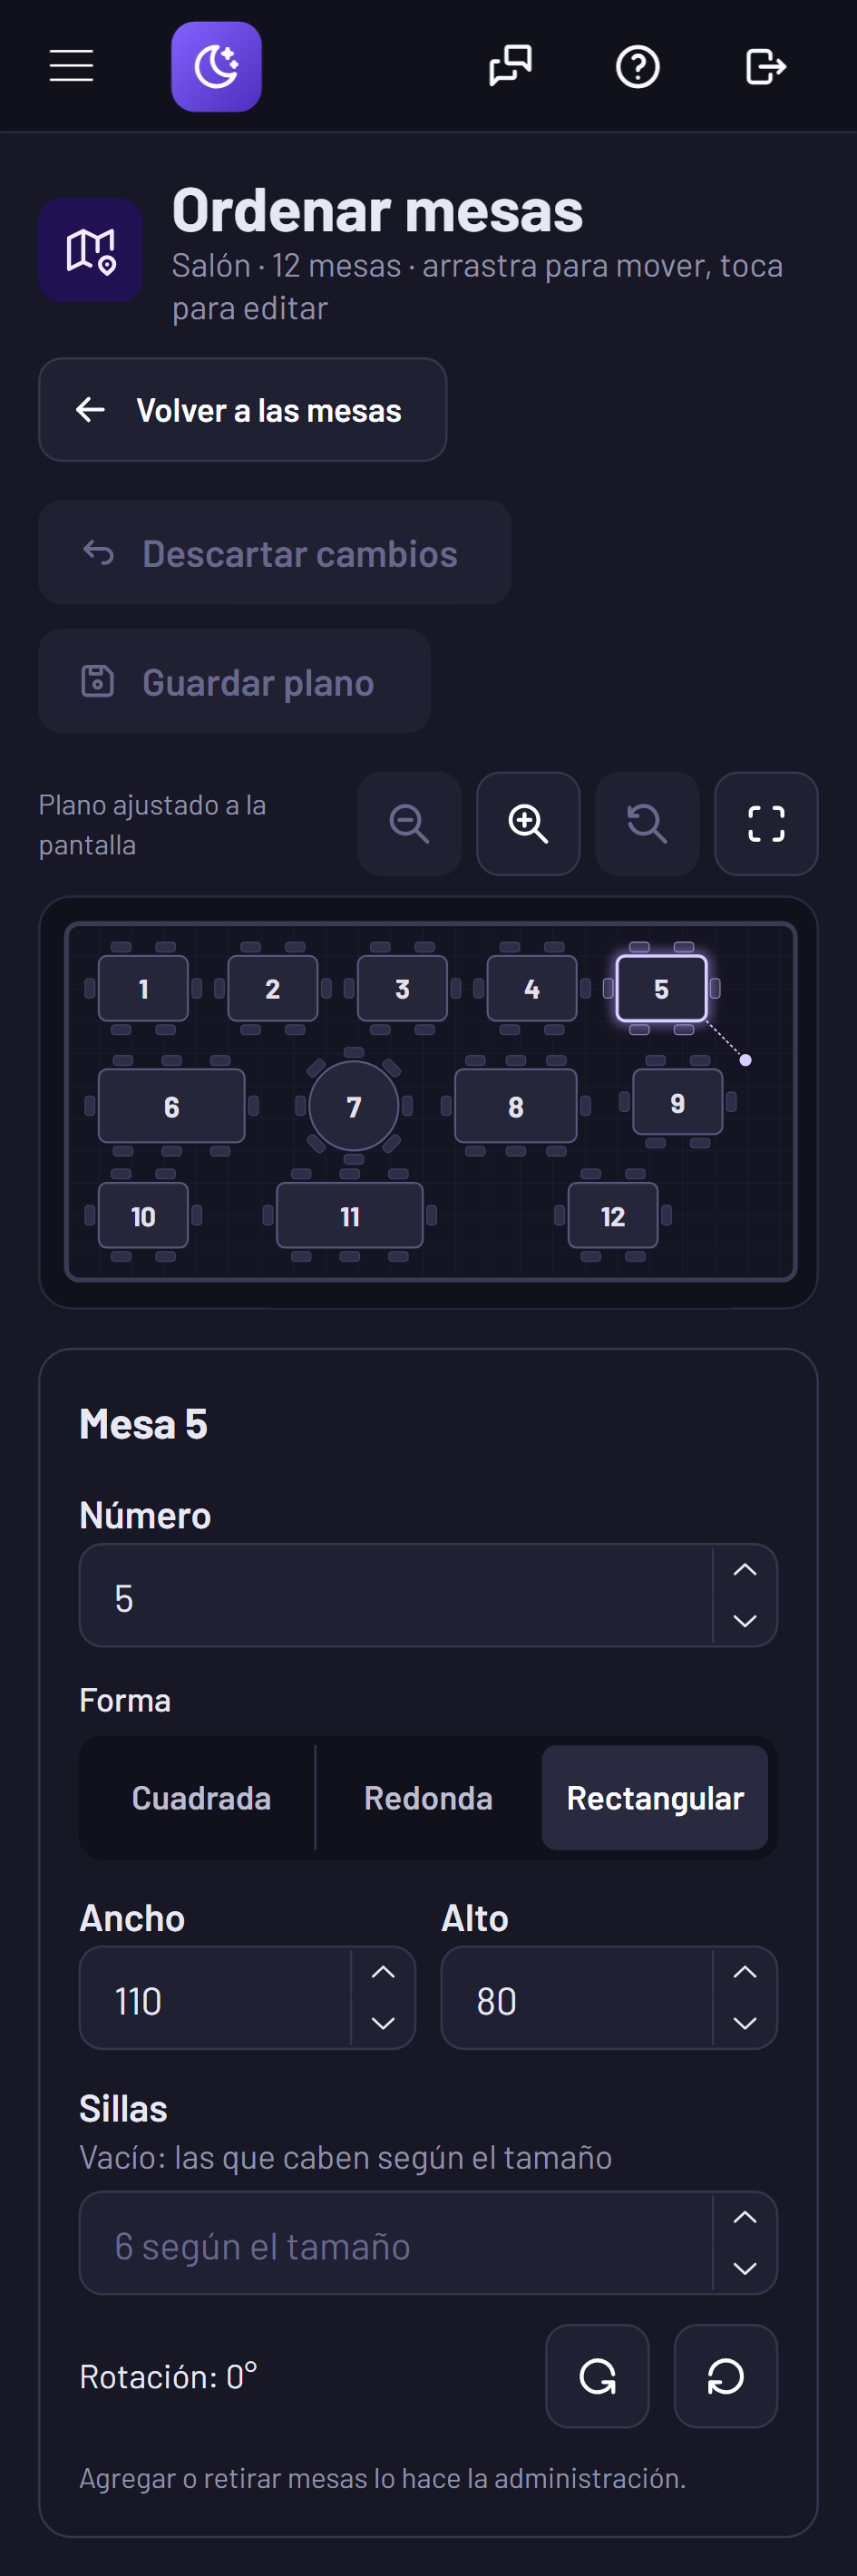 Ordenar mesas
Salón · 12 mesas · arrastra para mover, toca
para editar
Volver a las mesas
Descartar cambios
Guardar plano
Plano ajustado a la
pantalla
1 2 3 4 5
6 7 8 9
10 11 12
Mesa 5
Número
5
Forma
Cuadrada Redonda Rectangular
Ancho Alto
110 80
Sillas
Vacío: las que caben según el tamaño
6 según el tamaño
Rotación: 0°
Agregar o retirar mesas lo hace la administración.